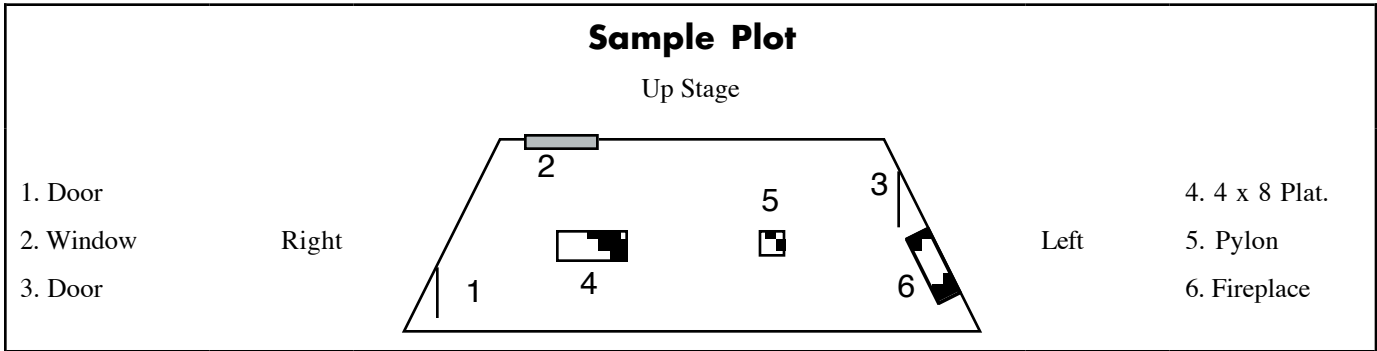 Sample Plot
Up Stage
2
3
1. Door
5
4. 4 x 8 Plat.
2. Window
Right
Left
5. Pylon
3. Door
1
4
6
6. Fireplace